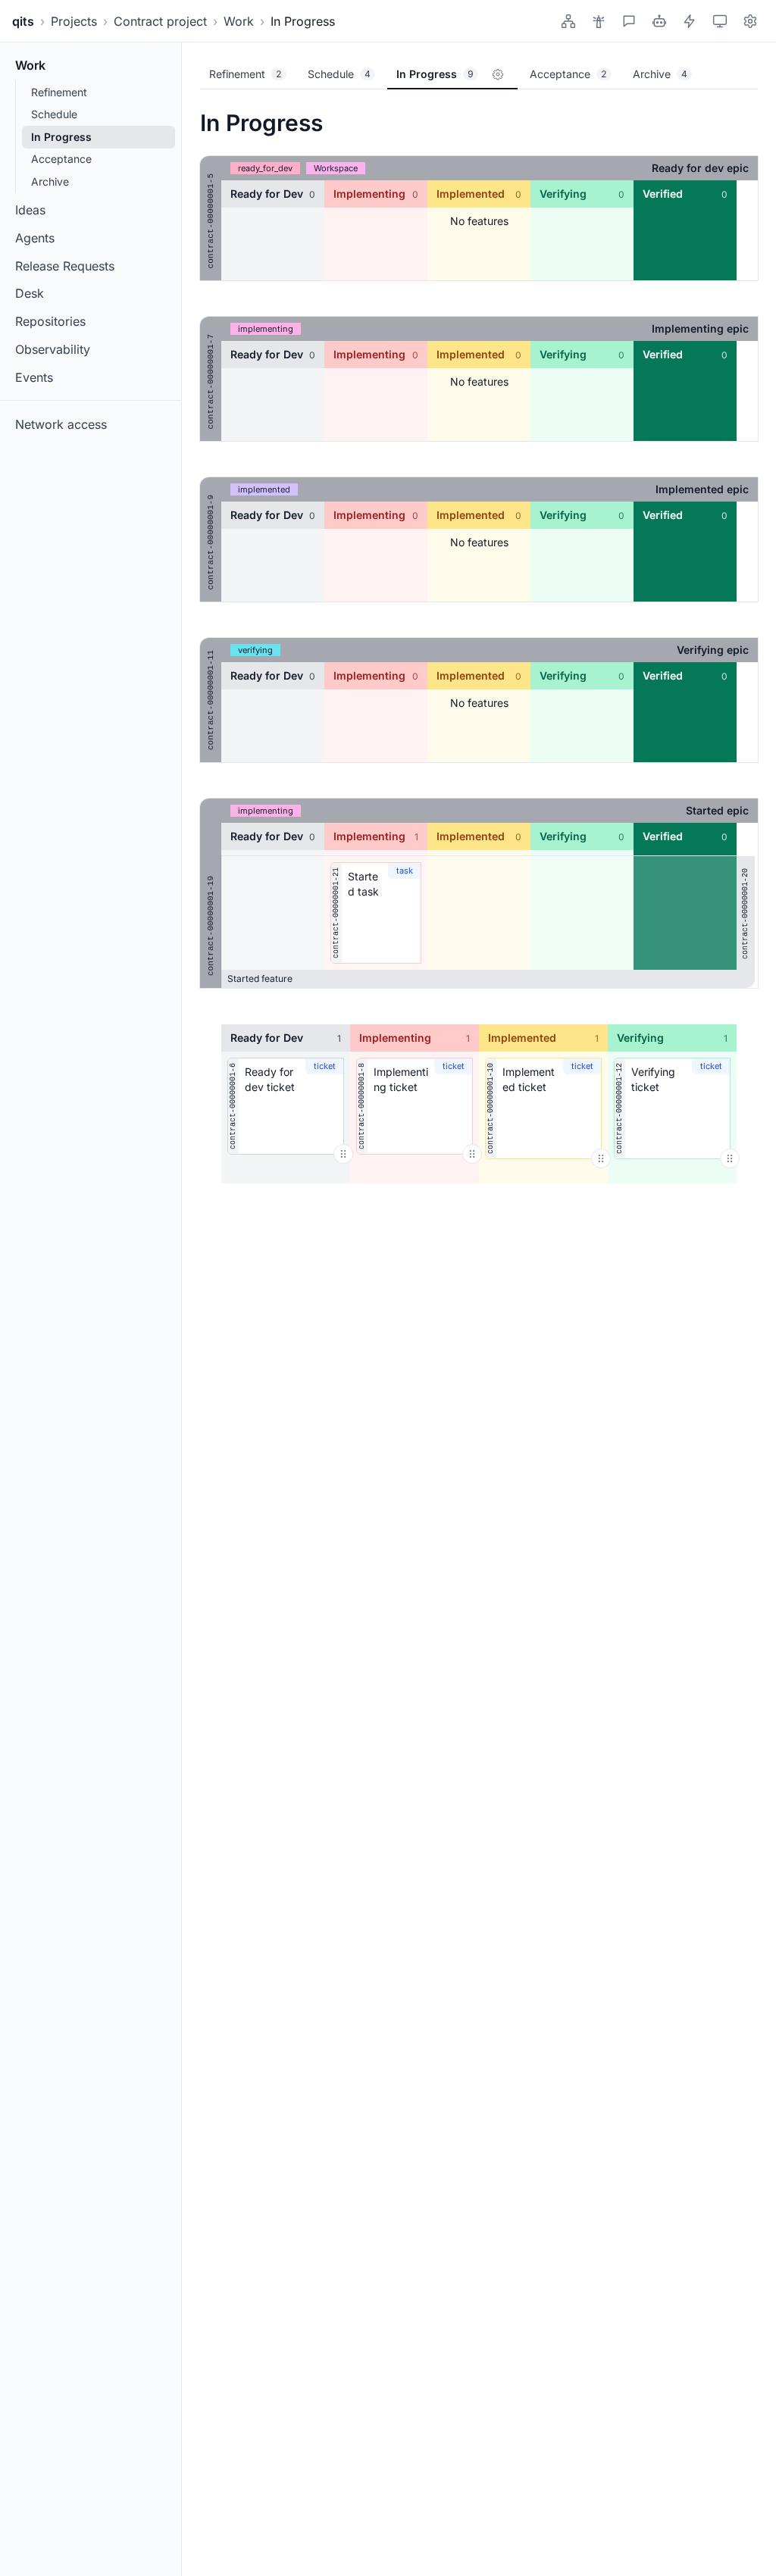 qits › Projects › Contract project › Work › In Progress
Work
Refinement
Schedule
In Progress
Acceptance
Archive
Ideas
Agents
Release Requests
Desk
Repositories
Observability
Events
Network access
Refinement 2 Schedule 4 In Progress 9 Acceptance 2 Archive 4
In Progress
contract-00000001-5
ready_for_dev Workspace Ready for dev epic
Ready for Dev 0 Implementing 0 Implemented 0 Verifying 0 Verified 0
No features
contract-00000001-7
implementing Implementing epic
Ready for Dev 0 Implementing 0 Implemented 0 Verifying 0 Verified 0
No features
contract-00000001-9
implemented Implemented epic
Ready for Dev 0 Implementing 0 Implemented 0 Verifying 0 Verified 0
No features
contract-00000001-11
verifying Verifying epic
Ready for Dev 0 Implementing 0 Implemented 0 Verifying 0 Verified 0
No features
contract-00000001-19
implementing Started epic
Ready for Dev 0 Implementing 1 Implemented 0 Verifying 0 Verified 0
contract-00000001-21
task
Starte
d task
contract-00000001-20
Started feature
Ready for Dev 1 Implementing 1 Implemented 1 Verifying 1
contract-00000001-6
ticket
Ready for
dev ticket
contract-00000001-8
ticket
Implementi
ng ticket
contract-00000001-10
ticket
Implement
ed ticket
contract-00000001-12
ticket
Verifying
ticket